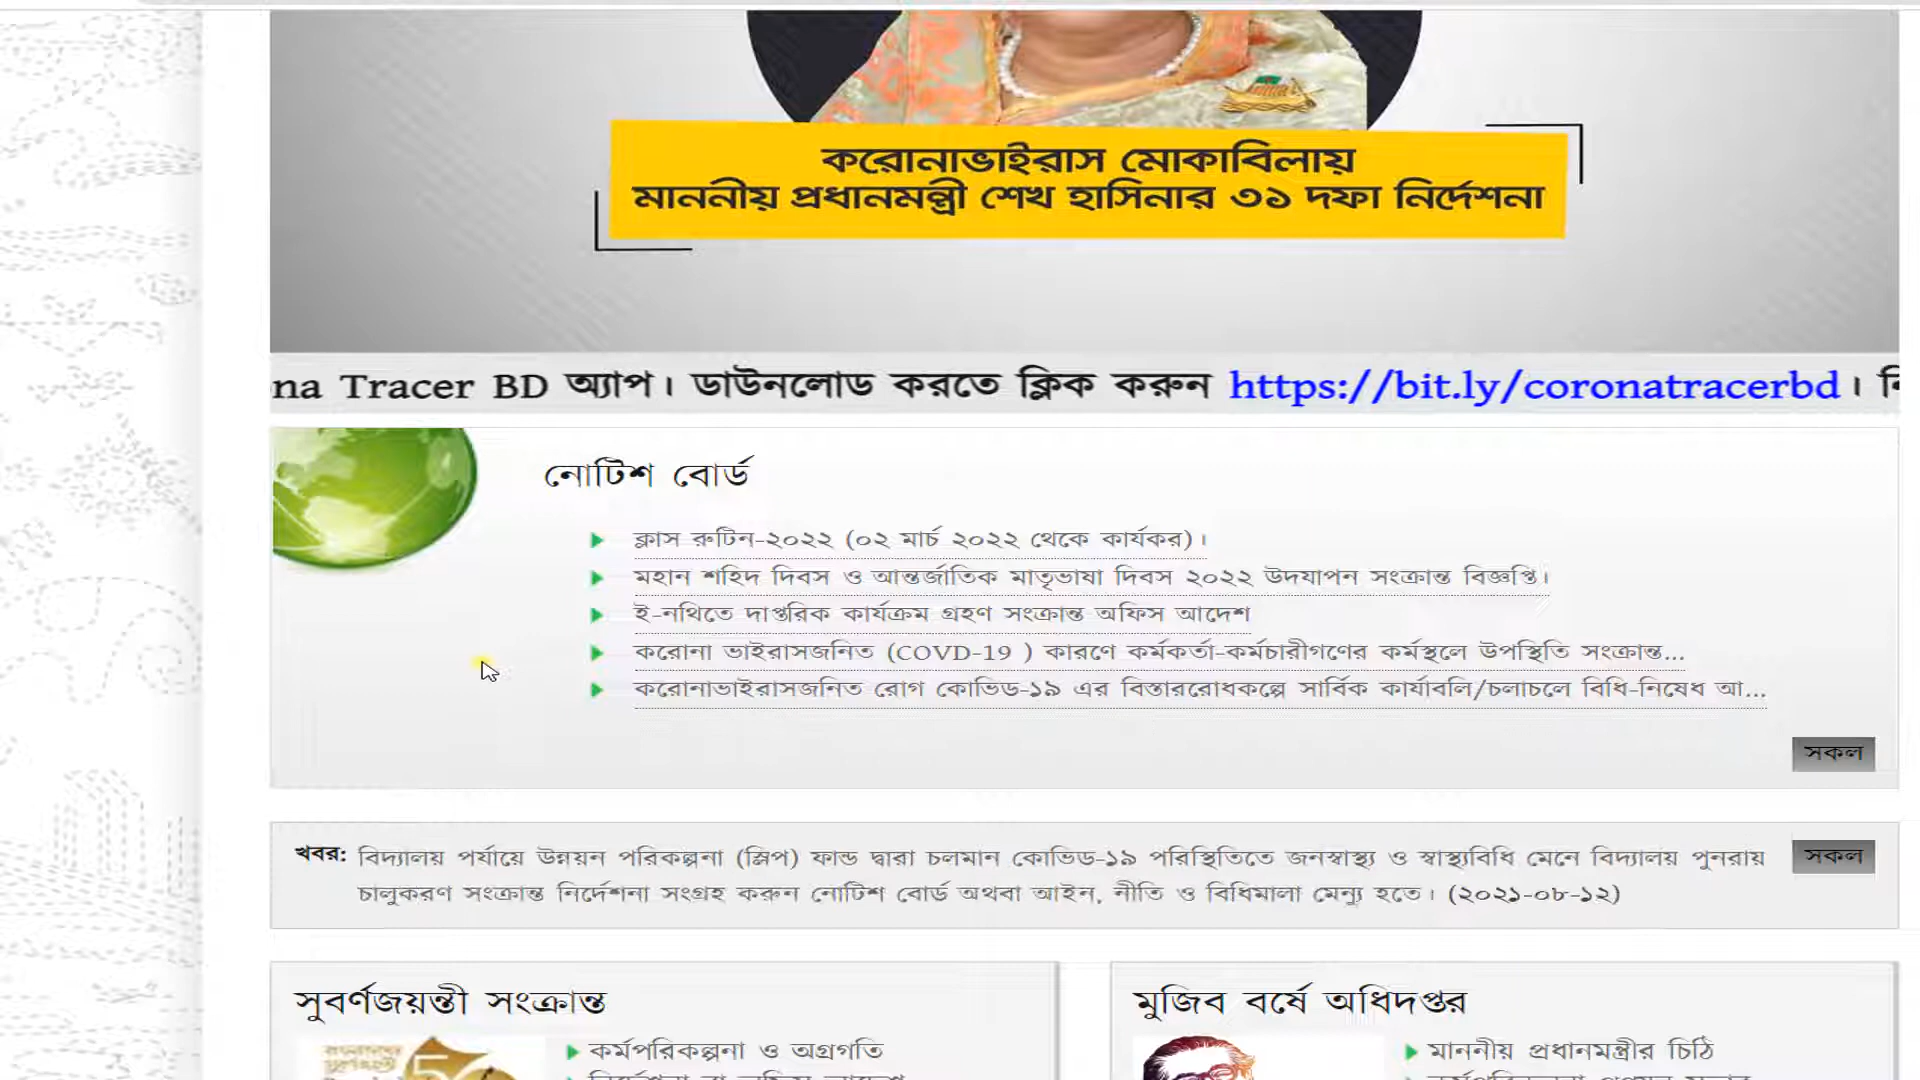 করোনাভাইরাস মোকাবিলায়
মাননীয় প্রধানমন্ত্রী শেখ হাসিনার ৩১ দফা নির্দেশনা
na Tracer BD অ্যাপ। ডাউনলোড করতে ক্লিক করুন https://bit.ly/coronatracerbd।
নোটিশ বোর্ড
ক্লাস রুটিন-২০২২ (০২ মার্চ ২০২২ থেকে কার্যকর)।
মহান শহিদ দিবস ও আন্তর্জাতিক মাতৃভাষা দিবস ২০২২ উদযাপন সংক্রান্ত বিজ্ঞপ্তি।
ই-নথিতে দাপ্তরিক কার্যক্রম গ্রহণ সংক্রান্ত অফিস আদেশ
করোনা ভাইরাসজনিত (COVD-19 ) কারণে কর্মকর্তা-কর্মচারীগণের কর্মস্থলে উপস্থিতি সংক্রান্ত...
করোনাভাইরাসজনিত রোগ কোভিড-১৯ এর বিস্তাররোধকল্পে সার্বিক কার্যাবলি/চলাচলে বিধি-নিষেধ আ...
সকল
খবর: বিদ্যালয় পর্যায়ে উন্নয়ন পরিকল্পনা (স্লিপ) ফান্ড দ্বারা চলমান কোভিড-১৯ পরিস্থিতিতে জনস্বাস্থ্য ও স্বাস্থ্যবিধি মেনে বিদ্যালয় পুনরায় সকল
চালুকরণ সংক্রান্ত নির্দেশনা সংগ্রহ করুন নোটিশ বোর্ড অথবা আইন, নীতি ও বিধিমালা মেন্যু হতে। (২০২১-০৮-১২)
সুবর্ণজয়ন্তী সংক্রান্ত
কর্মপরিকল্পনা ও অগ্রগতি
মুজিব বর্ষে অধিদপ্তর
মাননীয় প্রধানমন্ত্রীর চিঠি